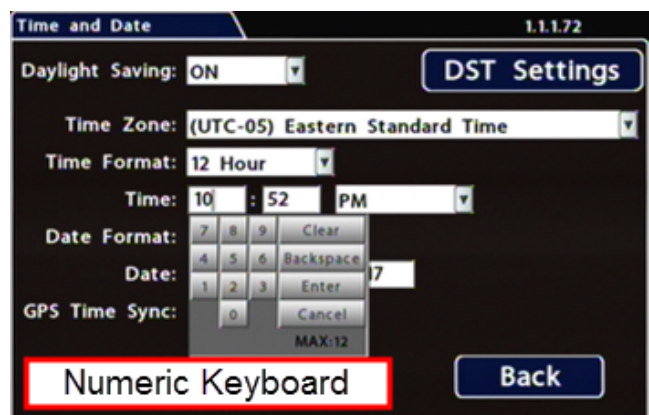 Time and Date 1.1.1.72
Daylight Saving: ON DST Settings
Time Zone: (UTC-05) Eastern Standard Time
Time Format: 12 Hour
Time: 10 : 52 PM
Date Format: 7 8 9 Clear
4 5 6 Backspace
Date: 17
1 2 3 Enter
GPS Time Sync: 0 Cancel
MAX:12
Numeric Keyboard Back